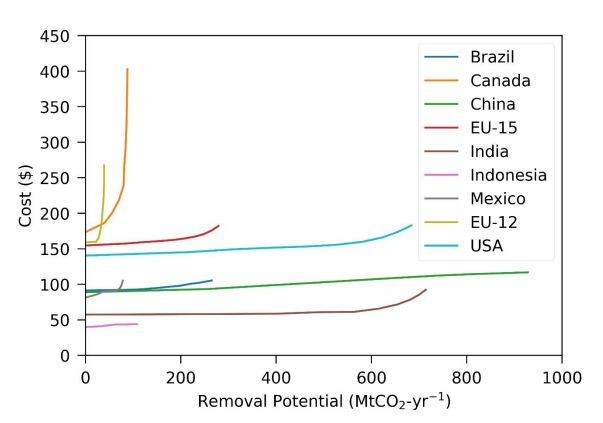 450
400
350
300
250
200
150
100
50
0
Cost ($)
0 200 400 600 800 1000
Removal Potential (MtCO₂-yr⁻¹)
Brazil
Canada
China
EU-15
India
Indonesia
Mexico
EU-12
USA